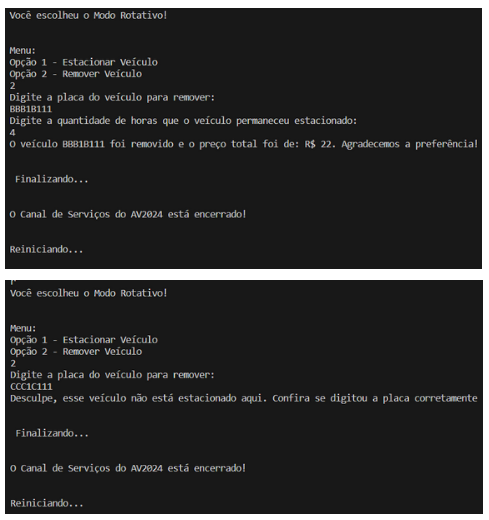 Você escolheu o Modo Rotativo!
Menu:
Opção 1 - Estacionar Veículo
Opção 2 - Remover Veículo
2
Digite a placa do veículo para remover:
BBB1B111
Digite a quantidade de horas que o veículo permaneceu estacionado:
4
O veículo BBB1B111 foi removido e o preço total foi de: R$ 22. Agradecemos a preferência!
Finalizando...
O Canal de Serviços do AV2024 está encerrado!
Reiniciando...
Você escolheu o Modo Rotativo!
Menu:
Opção 1 - Estacionar Veículo
Opção 2 - Remover Veículo
2
Digite a placa do veículo para remover:
CCC1C111
Desculpe, esse veículo não está estacionado aqui. Confira se digitou a placa corretamente
Finalizando...
O Canal de Serviços do AV2024 está encerrado!
Reiniciando...